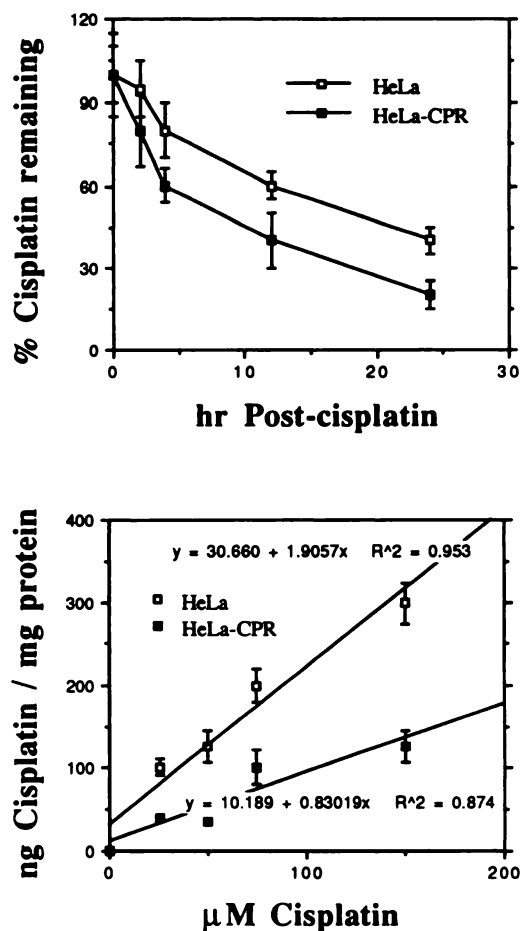 120
90
60
30
0
% Cisplatin remaining
HeLa
HeLa-CPR
0 10 20 30
hr Post-cisplatin
400
300
200
100
0
ng Cisplatin / mg protein
y = 30.660 + 1.9057x R^2 = 0.953
HeLa
HeLa-CPR
y = 10.189 + 0.83019x R^2 = 0.874
0 100 200
µM Cisplatin